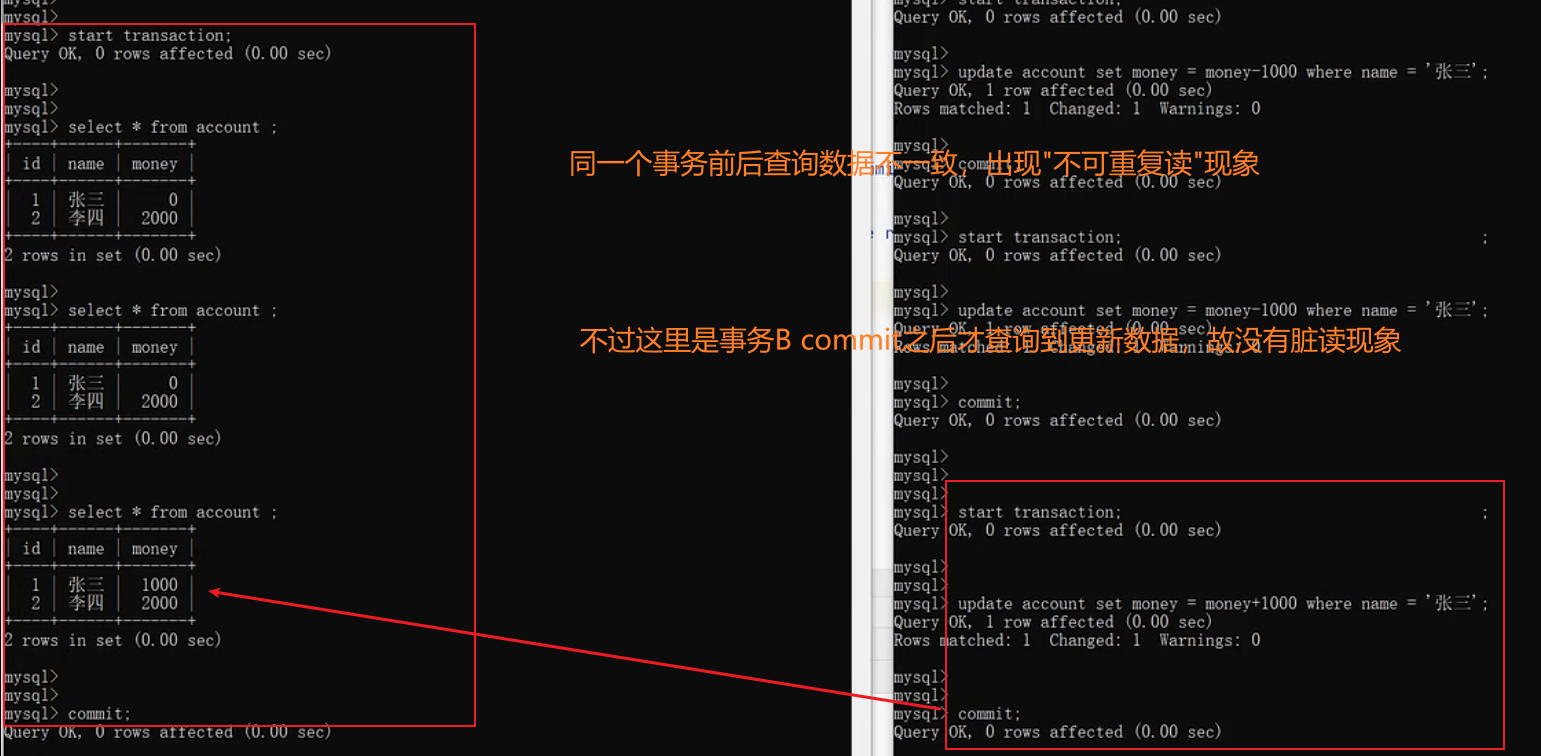 mysql>
mysql>
mysql> start transaction;
Query OK, 0 rows affected (0.00 sec)
mysql>
mysql>
mysql> select * from account ;
+----+------+-------+
| id | name | money |
+----+------+-------+
| 1 | 张三 | 0 |
| 2 | 李四 | 2000 |
+----+------+-------+
2 rows in set (0.00 sec)
mysql>
mysql> select * from account ;
+----+------+-------+
| id | name | money |
+----+------+-------+
| 1 | 张三 | 0 |
| 2 | 李四 | 2000 |
+----+------+-------+
2 rows in set (0.00 sec)
mysql>
mysql>
mysql> select * from account ;
+----+------+-------+
| id | name | money |
+----+------+-------+
| 1 | 张三 | 1000 |
| 2 | 李四 | 2000 |
+----+------+-------+
2 rows in set (0.00 sec)
mysql>
mysql>
mysql> commit;
Query OK, 0 rows affected (0.00 sec)
同一个事务前后查询数据不一致，出现"不可重复读"现象
不过这里是事务B commit之后才查询到更新数据，故没有脏读现象
mysql> start transaction;
Query OK, 0 rows affected (0.00 sec)
mysql>
mysql> update account set money = money-1000 where name = '张三';
Query OK, 1 row affected (0.00 sec)
Rows matched: 1 Changed: 1 Warnings: 0
mysql>
mysql> commit;
Query OK, 0 rows affected (0.00 sec)
mysql>
mysql> start transaction; ;
Query OK, 0 rows affected (0.00 sec)
mysql>
mysql> update account set money = money-1000 where name = '张三';
Query OK, 1 row affected (0.00 sec)
Rows matched: 1 Changed: 1 Warnings: 0
mysql>
mysql> commit;
Query OK, 0 rows affected (0.00 sec)
mysql>
mysql>
mysql>
mysql> start transaction; ;
Query OK, 0 rows affected (0.00 sec)
mysql>
mysql>
mysql> update account set money = money+1000 where name = '张三';
Query OK, 1 row affected (0.00 sec)
Rows matched: 1 Changed: 1 Warnings: 0
mysql>
mysql>
mysql> commit;
Query OK, 0 rows affected (0.00 sec)